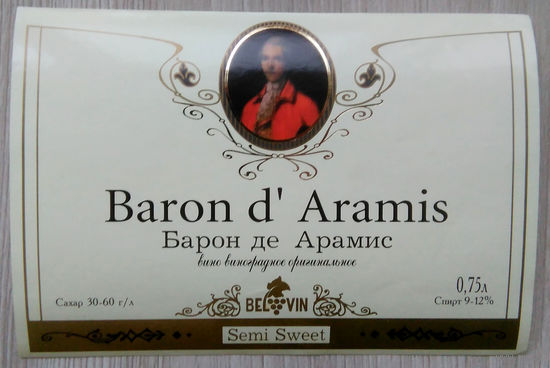 Baron d' Aramis
Барон де Арамис
вино виноградное оригинальное
0,75л
Сахар 30-60 г/л
BELVIN
Спирт 9-12%
Semi Sweet